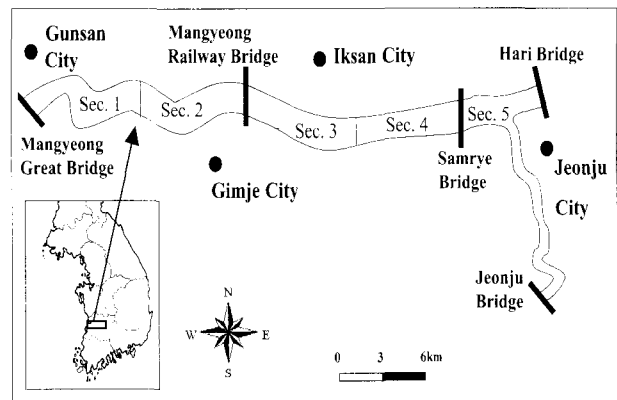 Gunsan
City
Mangyeong
Railway Bridge
Iksan City
Hari Bridge
Sec. 1
Sec. 2
Sec. 3
Sec. 4
Sec. 5
Mangyeong
Great Bridge
Gimje City
Samrye
Bridge
Jeonju
City
Jeonju
Bridge
N
W
E
S
0
3
6km